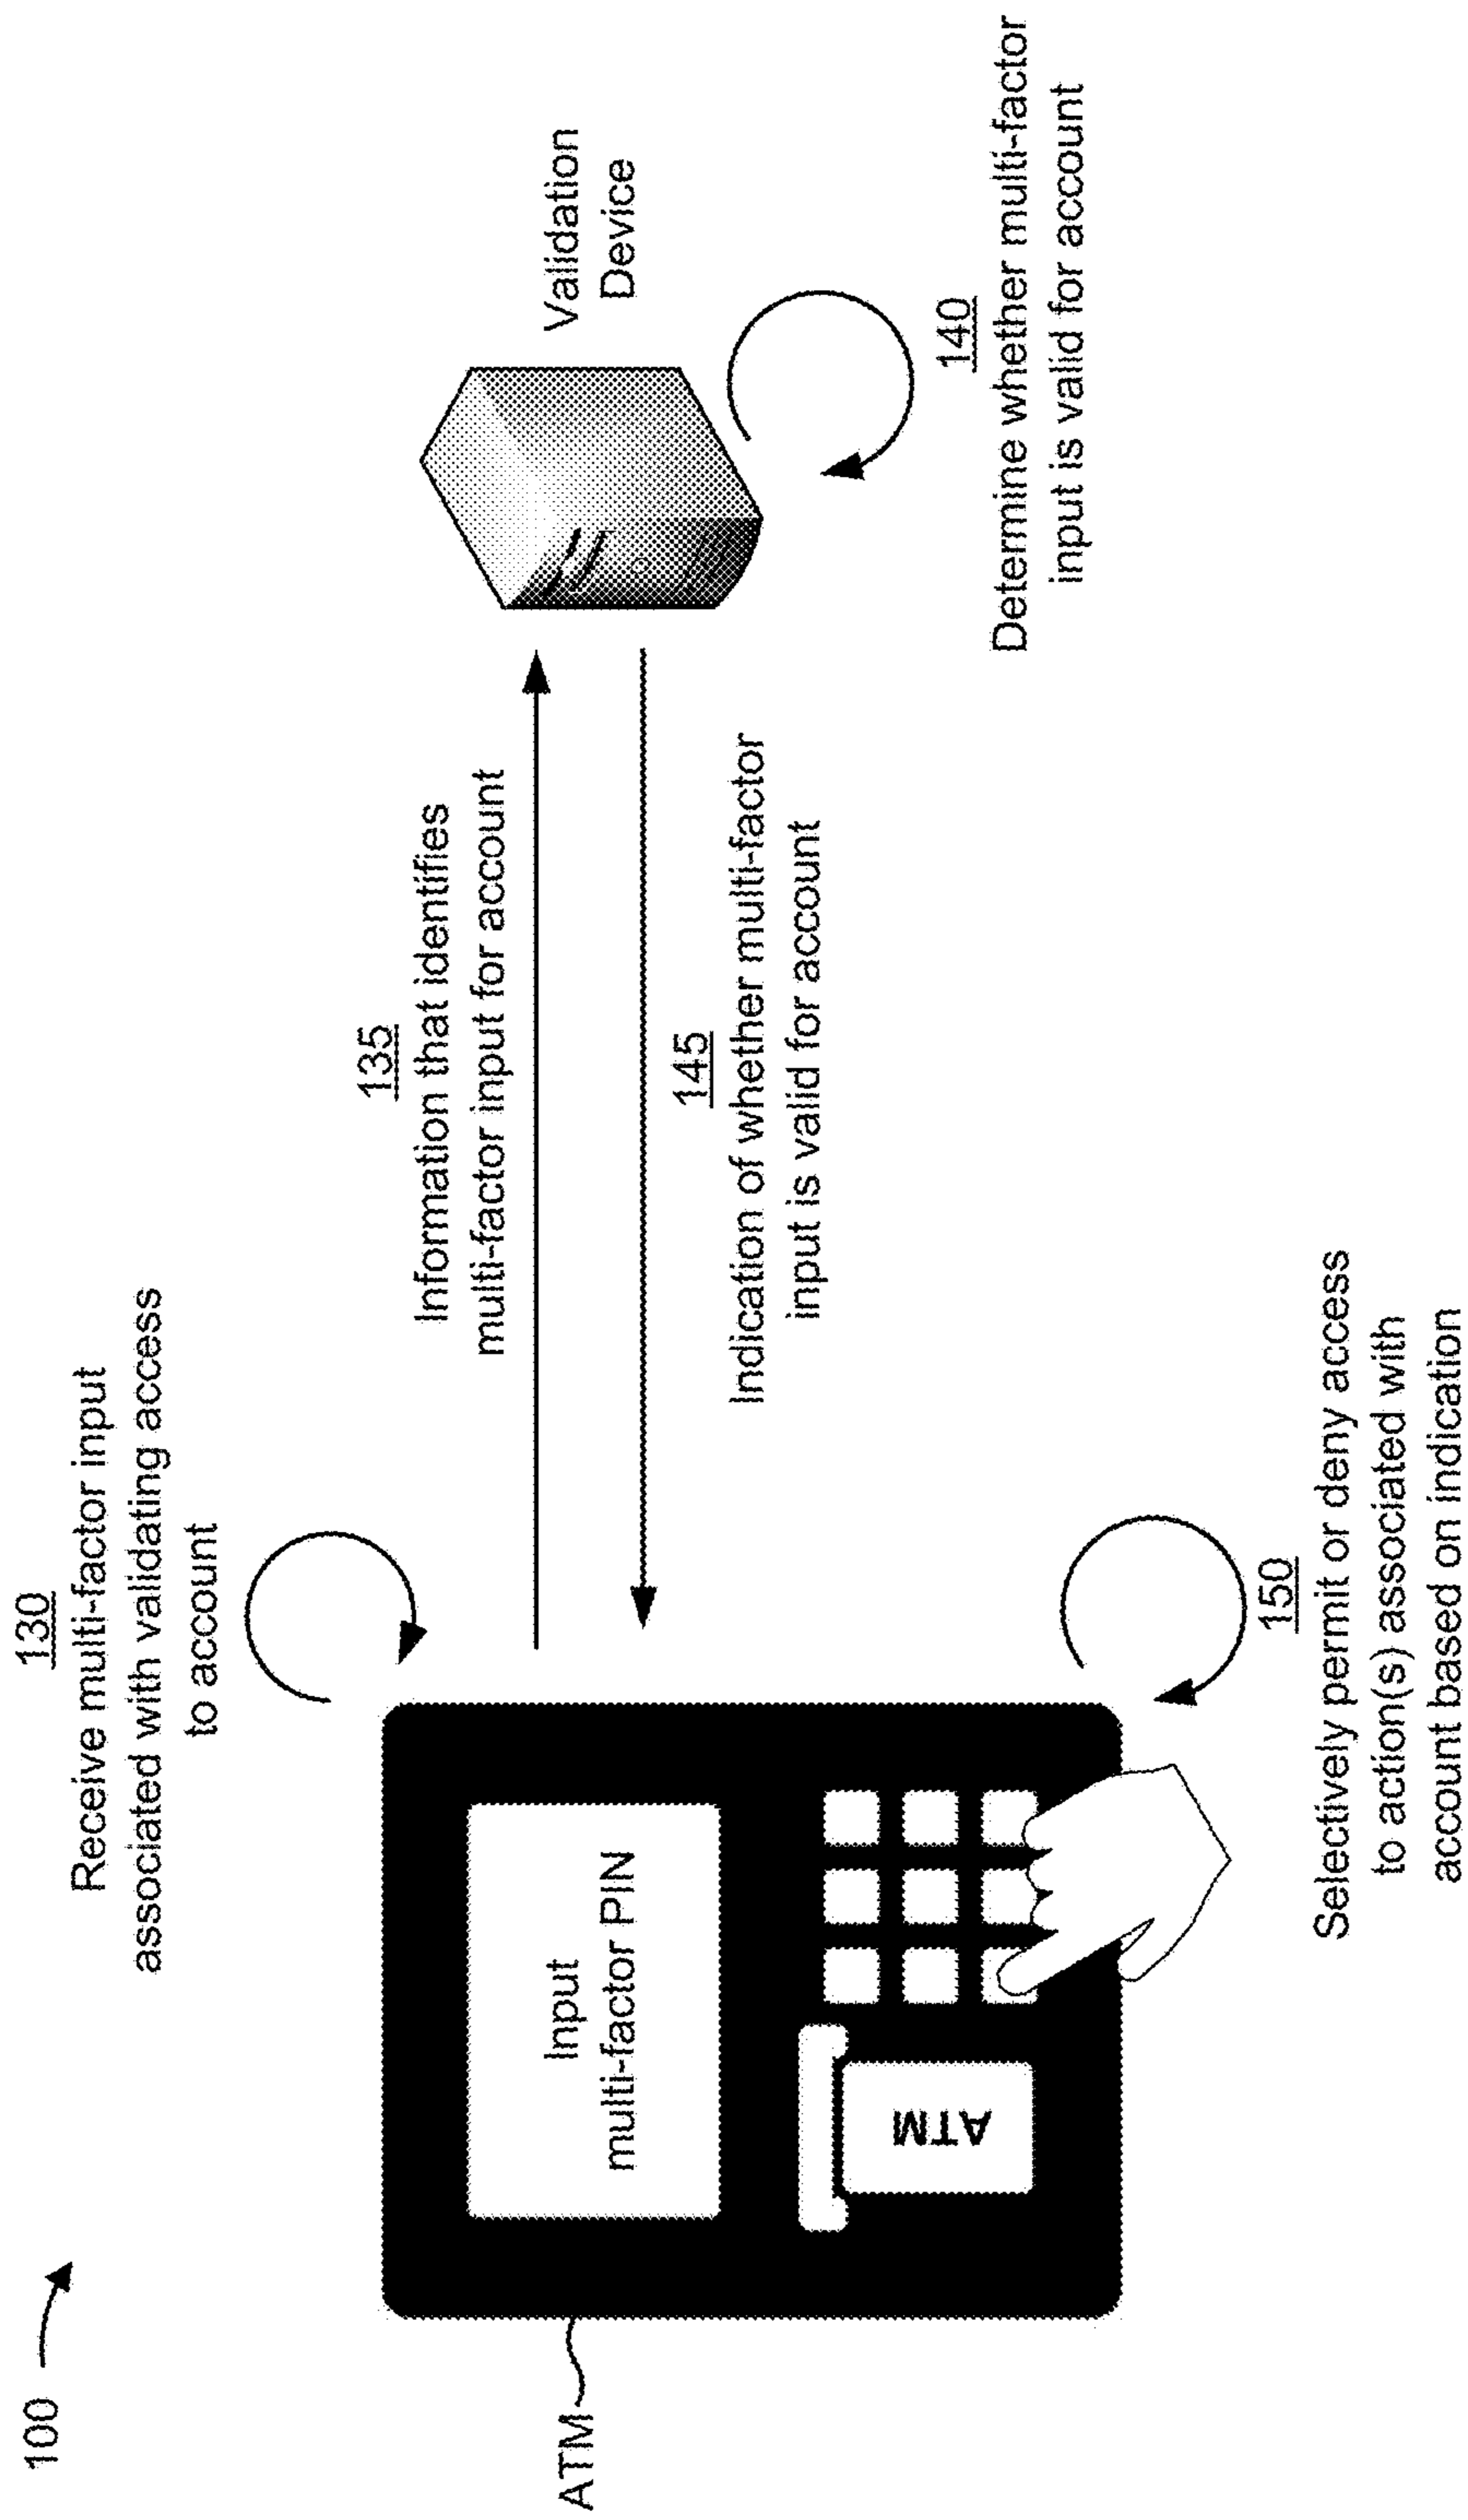 100
130
Receive multi-factor input
associated with validating access
to account
135
Information that identifies
multi-factor input for account
Validation
Device
ATM
Input
multi-factor PIN
ATM
145
Indication of whether multi-factor
input is valid for account
140
Determine whether multi-factor
input is valid for account
150
Selectively permit or deny access
to action(s) associated with
account based on indication